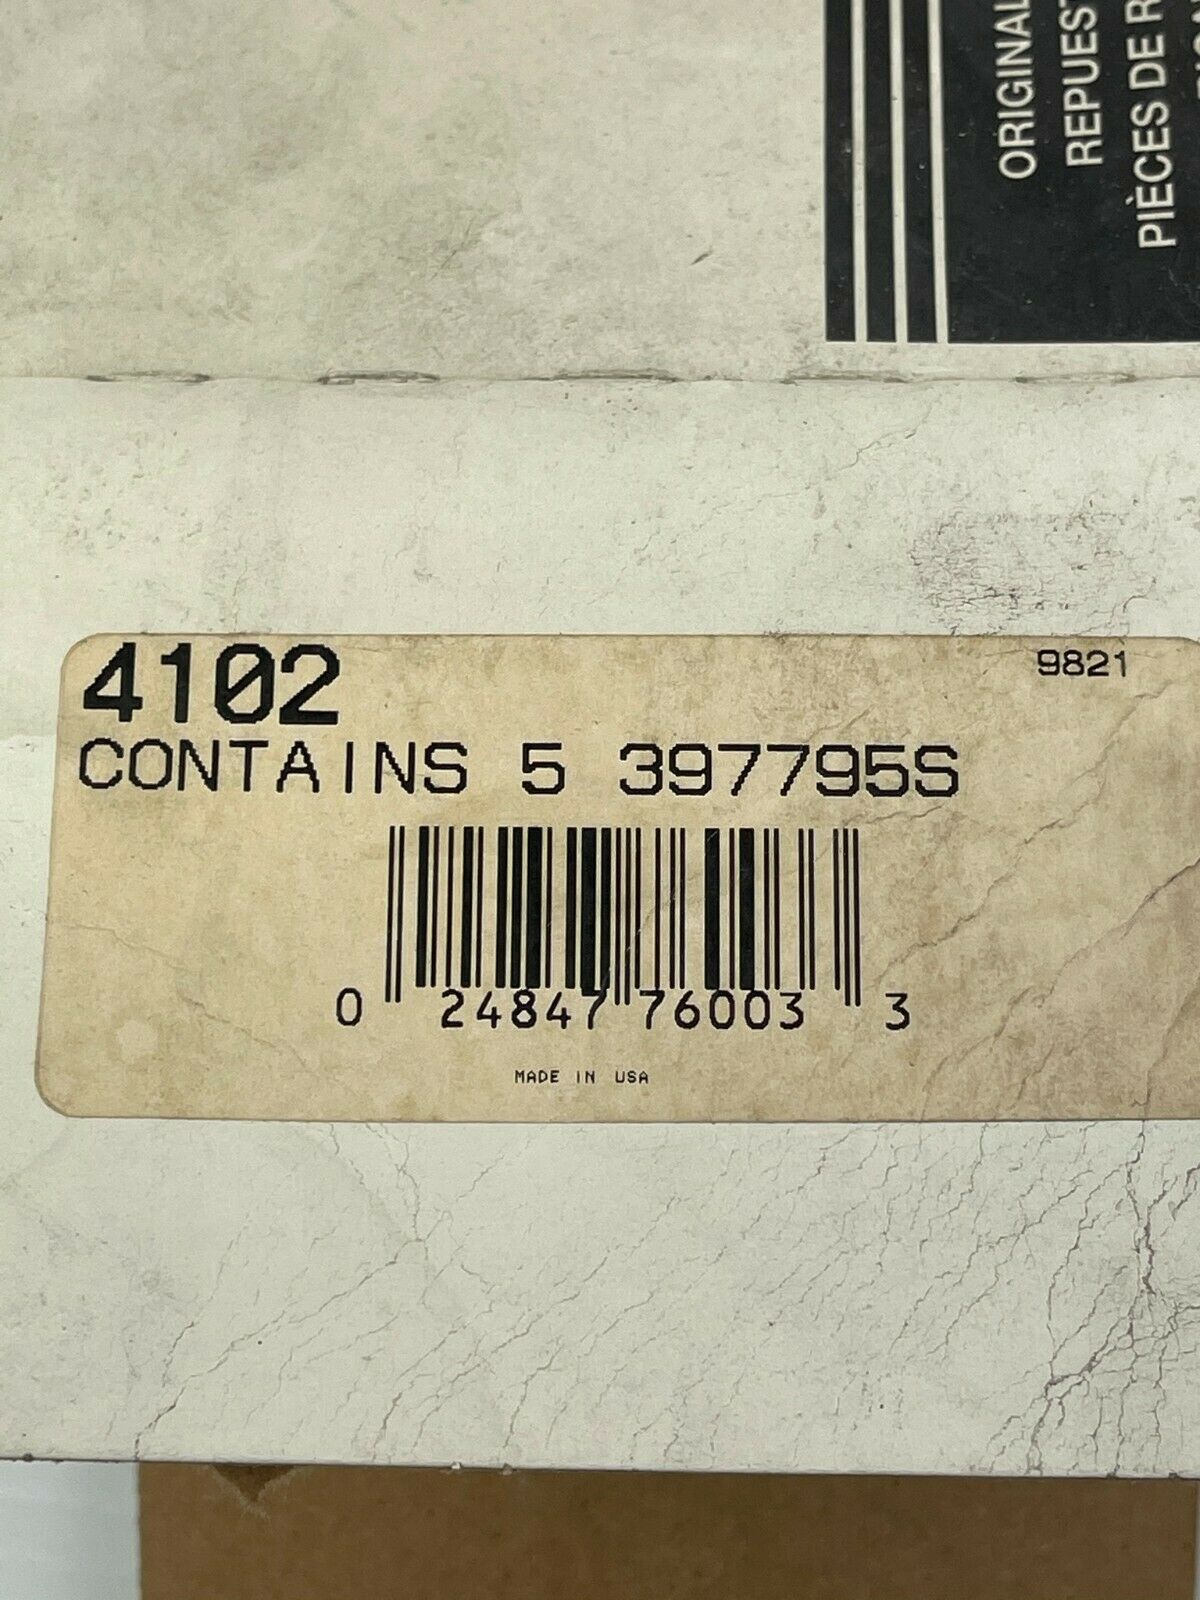 ORIGINAL
REPUEST
PIÈCES DE R
4102
9821
CONTAINS 5 397795S
0 24847 76003 3
MADE IN USA